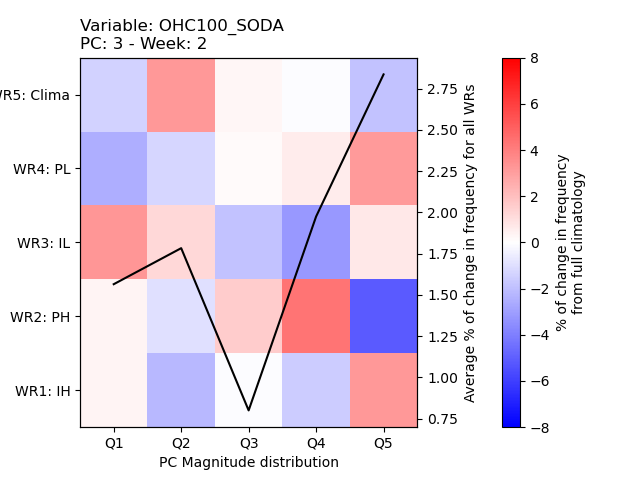 Variable: OHC100_SODA
PC: 3 - Week: 2
WR5: Clima
WR4: PL
WR3: IL
WR2: PH
WR1: IH
Q1 Q2 Q3 Q4 Q5
PC Magnitude distribution
2.75
2.50
2.25
2.00
1.75
1.50
1.25
1.00
0.75
Average % of change in frequency for all WRs
8
6
4
2
0
−2
−4
−6
−8
% of change in frequency
from full climatology